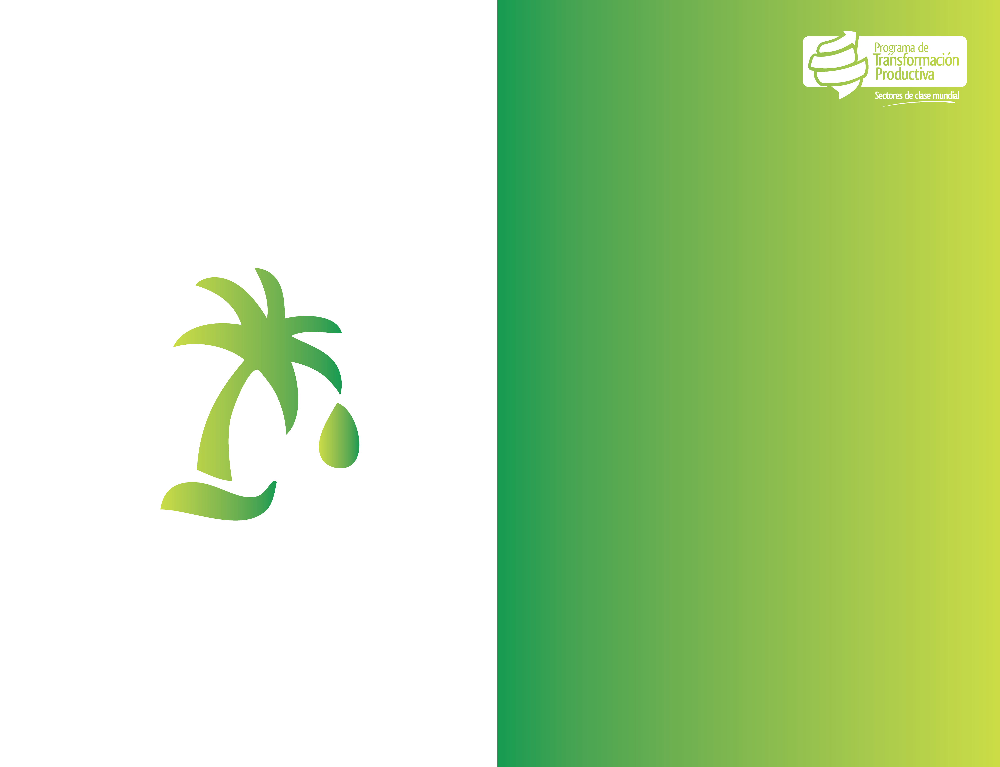 Programa de
Transformación
Productiva
Sectores de clase mundial